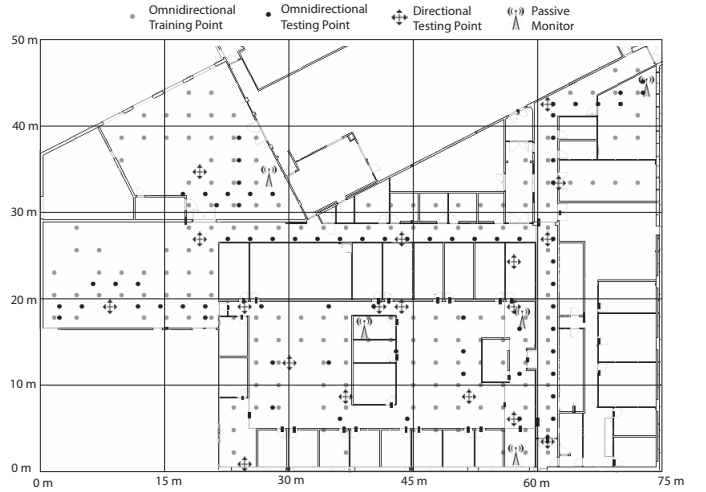 Omnidirectional
Training Point
Omnidirectional
Testing Point
Directional
Testing Point
Passive
Monitor
50 m
40 m
30 m
20 m
10 m
0 m
0 m
15 m
30 m
45 m
60 m
75 m